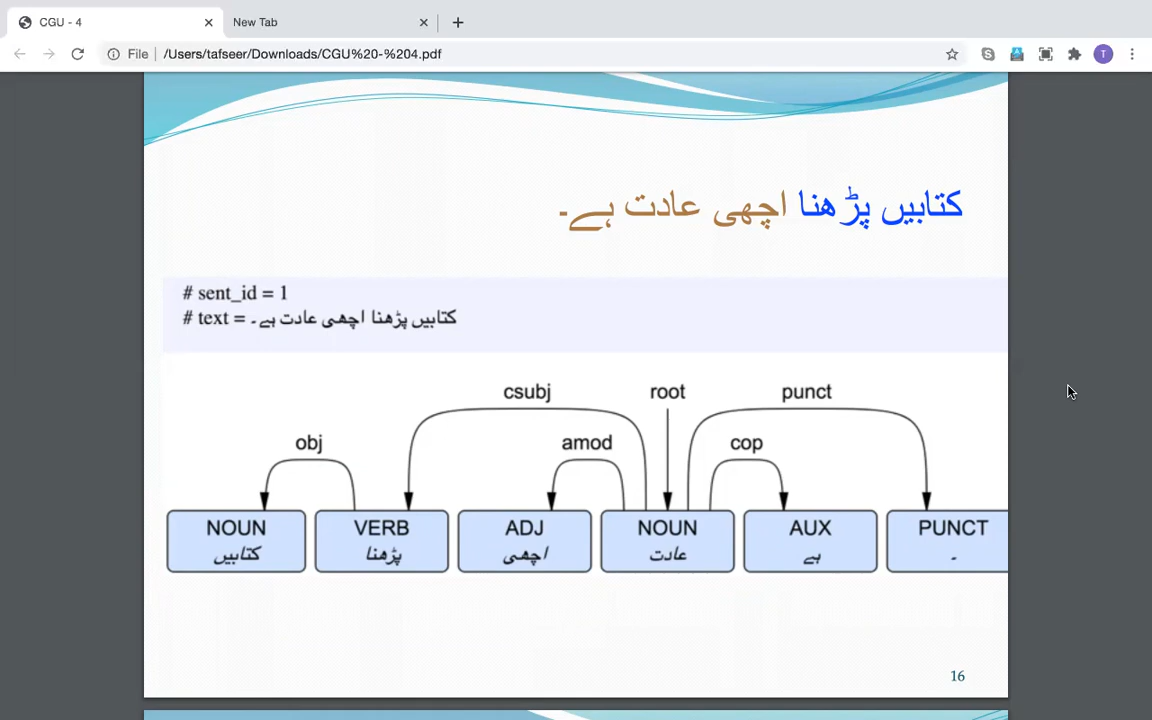 CGU - 4
New Tab
File
/Users/tafseer/Downloads/CGU%20-%204.pdf
T
کتابیں پڑھنا اچھی عادت ہے۔
# sent_id = 1
# text = کتابیں پڑھنا اچھی عادت ہے۔
csubj root punct
obj amod cop
NOUN VERB ADJ NOUN AUX PUNCT
کتابیں
پڑھنا
اچھی
عادت
ہے
۔
16